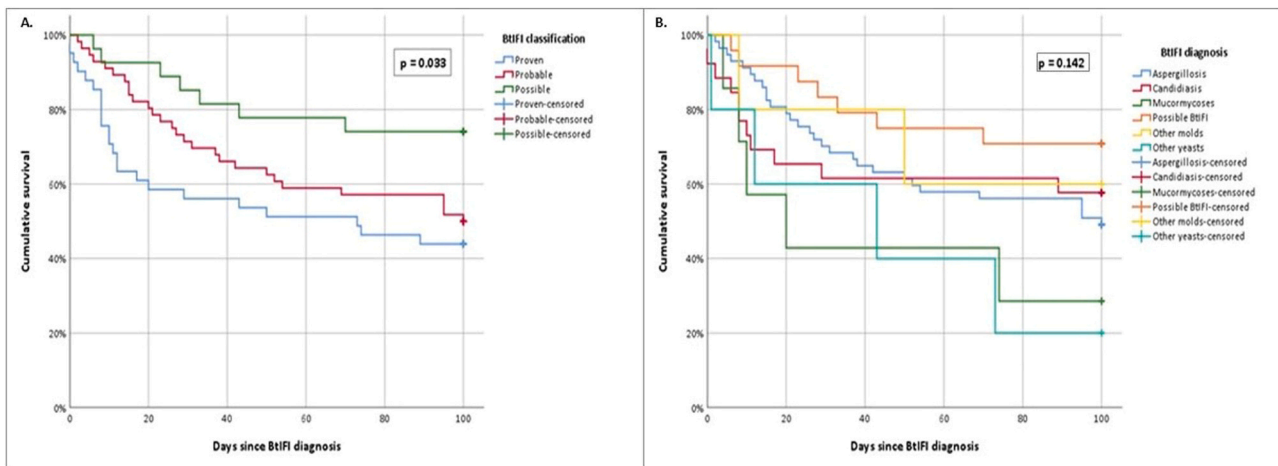 A.
BtIFI classification
p = 0.033
Proven
Probable
Possible
Proven-censored
Probable-censored
Possible-censored
Cumulative survival
100%
80%
60%
40%
20%
0%
0 20 40 60 80 100
Days since BtIFI diagnosis
B.
BtIFI diagnosis
p = 0.142
Aspergillosis
Candidiasis
Mucormycoses
Possible BtIFI
Other molds
Other yeasts
Aspergillosis-censored
Candidiasis-censored
Mucormycoses-censored
Possible BtIFI-censored
Other molds-censored
Other yeasts-censored
Cumulative survival
100%
80%
60%
40%
20%
0%
0 20 40 60 80 100
Days since BtIFI diagnosis